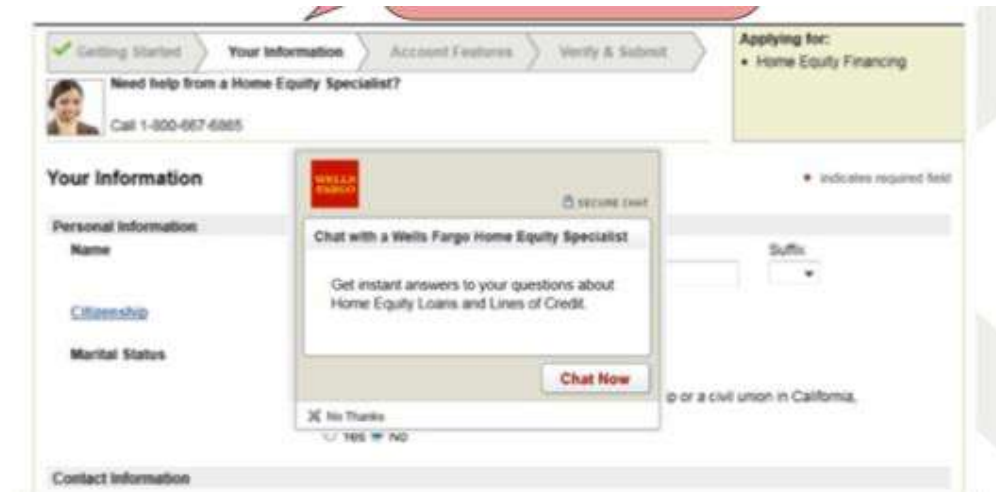 Getting Started
Your Information
Account Features
Verify & Submit
Applying for:
• Home Equity Financing
Need help from a Home Equity Specialist?
Call 1-800-667-6865
Your Information
• indicates required field
WELLS
FARGO
SECURE CHAT
Personal Information
Chat with a Wells Fargo Home Equity Specialist
Name
Suffix
Get instant answers to your questions about
Home Equity Loans and Lines of Credit.
Citizenship
Marital Status
Chat Now
p or a civil union in California,
No Thanks
Yes No
Contact Information